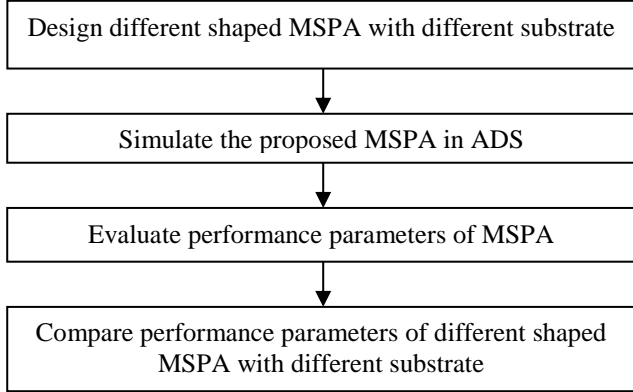 Design different shaped MSPA with different substrate
Simulate the proposed MSPA in ADS
Evaluate performance parameters of MSPA
Compare performance parameters of different shaped
MSPA with different substrate